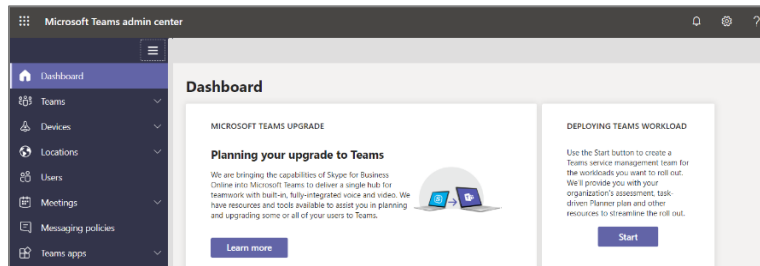 Microsoft Teams admin center
?
Dashboard
Teams
Devices
Locations
Users
Meetings
Messaging policies
Teams apps
Dashboard
MICROSOFT TEAMS UPGRADE
Planning your upgrade to Teams
We are bringing the capabilities of Skype for Business
Online into Microsoft Teams to deliver a single hub for
teamwork with built-in, fully-integrated voice and video. We
have resources and tools available to assist you in planning
and upgrading some or all of your users to Teams.
Learn more
DEPLOYING TEAMS WORKLOAD
Use the Start button to create a
Teams service management team for
the workloads you want to roll out.
We'll provide you with your
organization's assessment, task-
driven Planner plan and other
resources to streamline the roll out.
Start